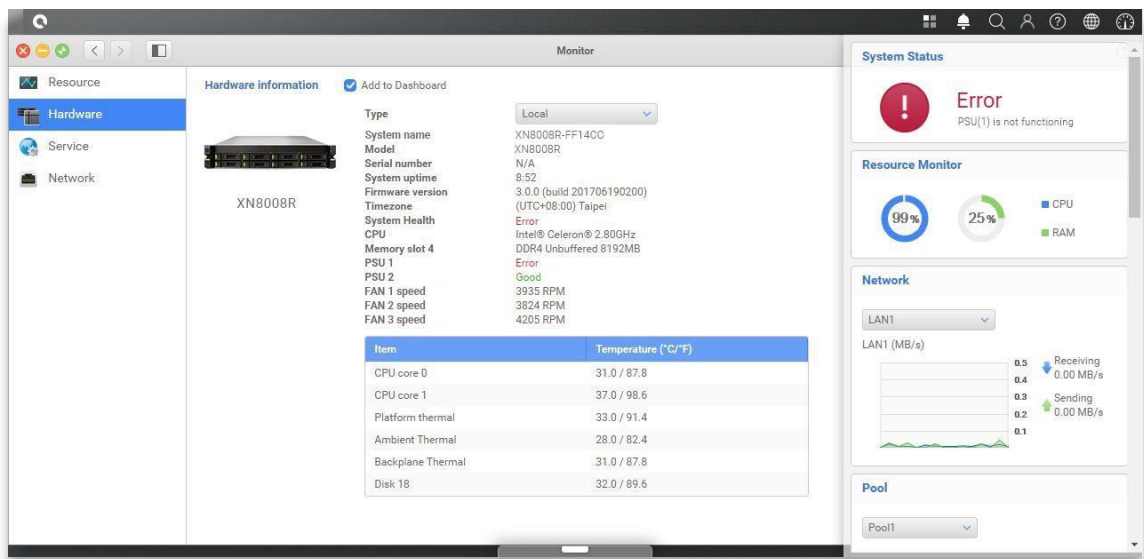 Monitor
Resource
Hardware
Service
Network
Hardware information
Add to Dashboard
XN8008R
Type Local
System name XN8008R-FF14CC
Model XN8008R
Serial number N/A
System uptime 8:52
Firmware version 3.0.0 (build 201706190200)
Timezone (UTC+08:00) Taipei
System Health Error
CPU Intel® Celeron® 2.80GHz
Memory slot 4 DDR4 Unbuffered 8192MB
PSU 1 Error
PSU 2 Good
FAN 1 speed 3935 RPM
FAN 2 speed 3824 RPM
FAN 3 speed 4205 RPM
Item Temperature (°C/°F)
CPU core 0 31.0 / 87.8
CPU core 1 37.0 / 98.6
Platform thermal 33.0 / 91.4
Ambient Thermal 28.0 / 82.4
Backplane Thermal 31.0 / 87.8
Disk 18 32.0 / 89.6
System Status
Error
PSU(1) is not functioning
Resource Monitor
99%
25%
CPU
RAM
Network
LAN1
LAN1 (MB/s)
0.5
0.4
0.3
0.2
0.1
Receiving
0.00 MB/s
Sending
0.00 MB/s
Pool
Pool1